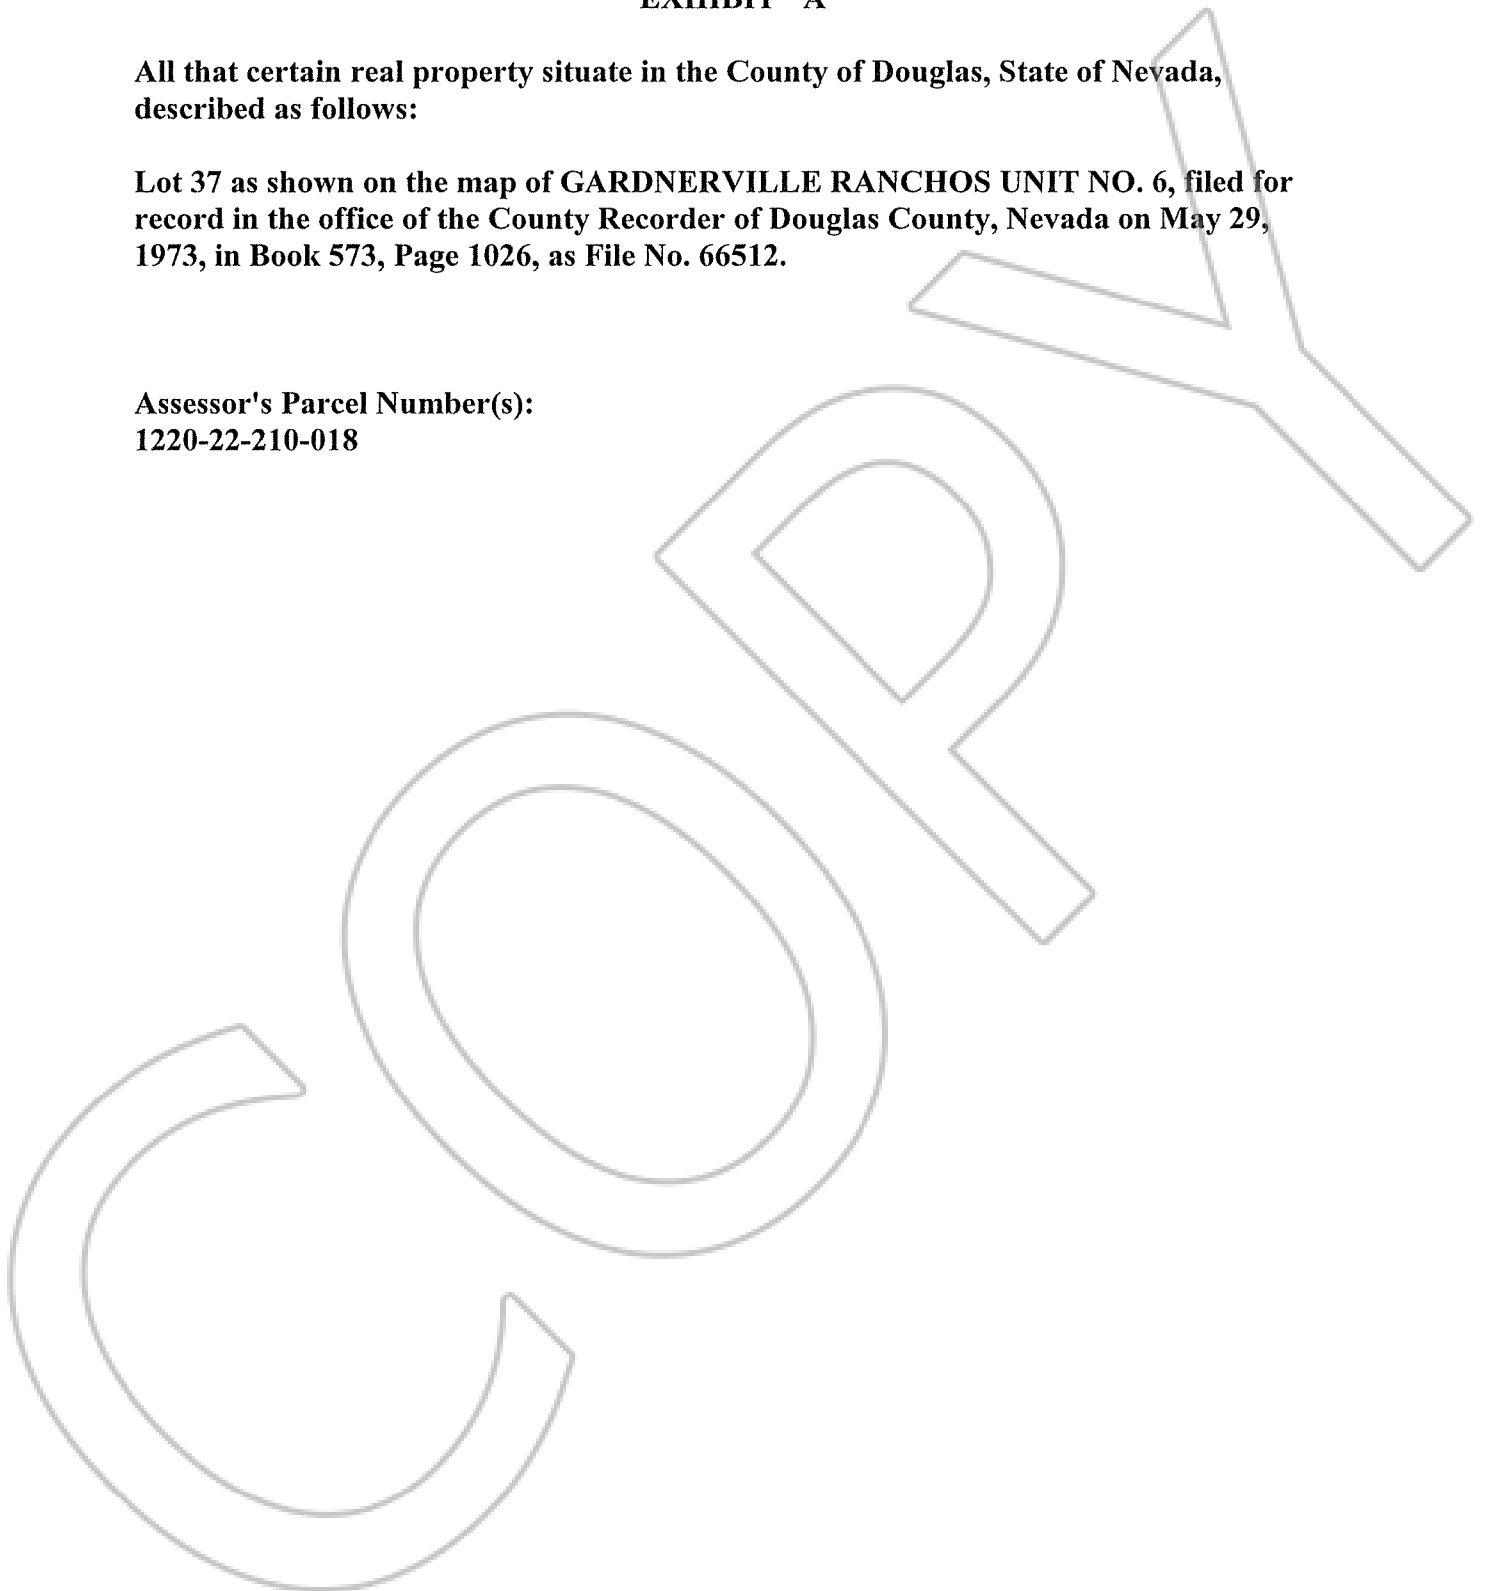 EXHIBIT "A"
All that certain real property situate in the County of Douglas, State of Nevada,
described as follows:
Lot 37 as shown on the map of GARDNERVILLE RANCHOS UNIT NO. 6, filed for
record in the office of the County Recorder of Douglas County, Nevada on May 29,
1973, in Book 573, Page 1026, as File No. 66512.
Assessor's Parcel Number(s):
1220-22-210-018
COPY